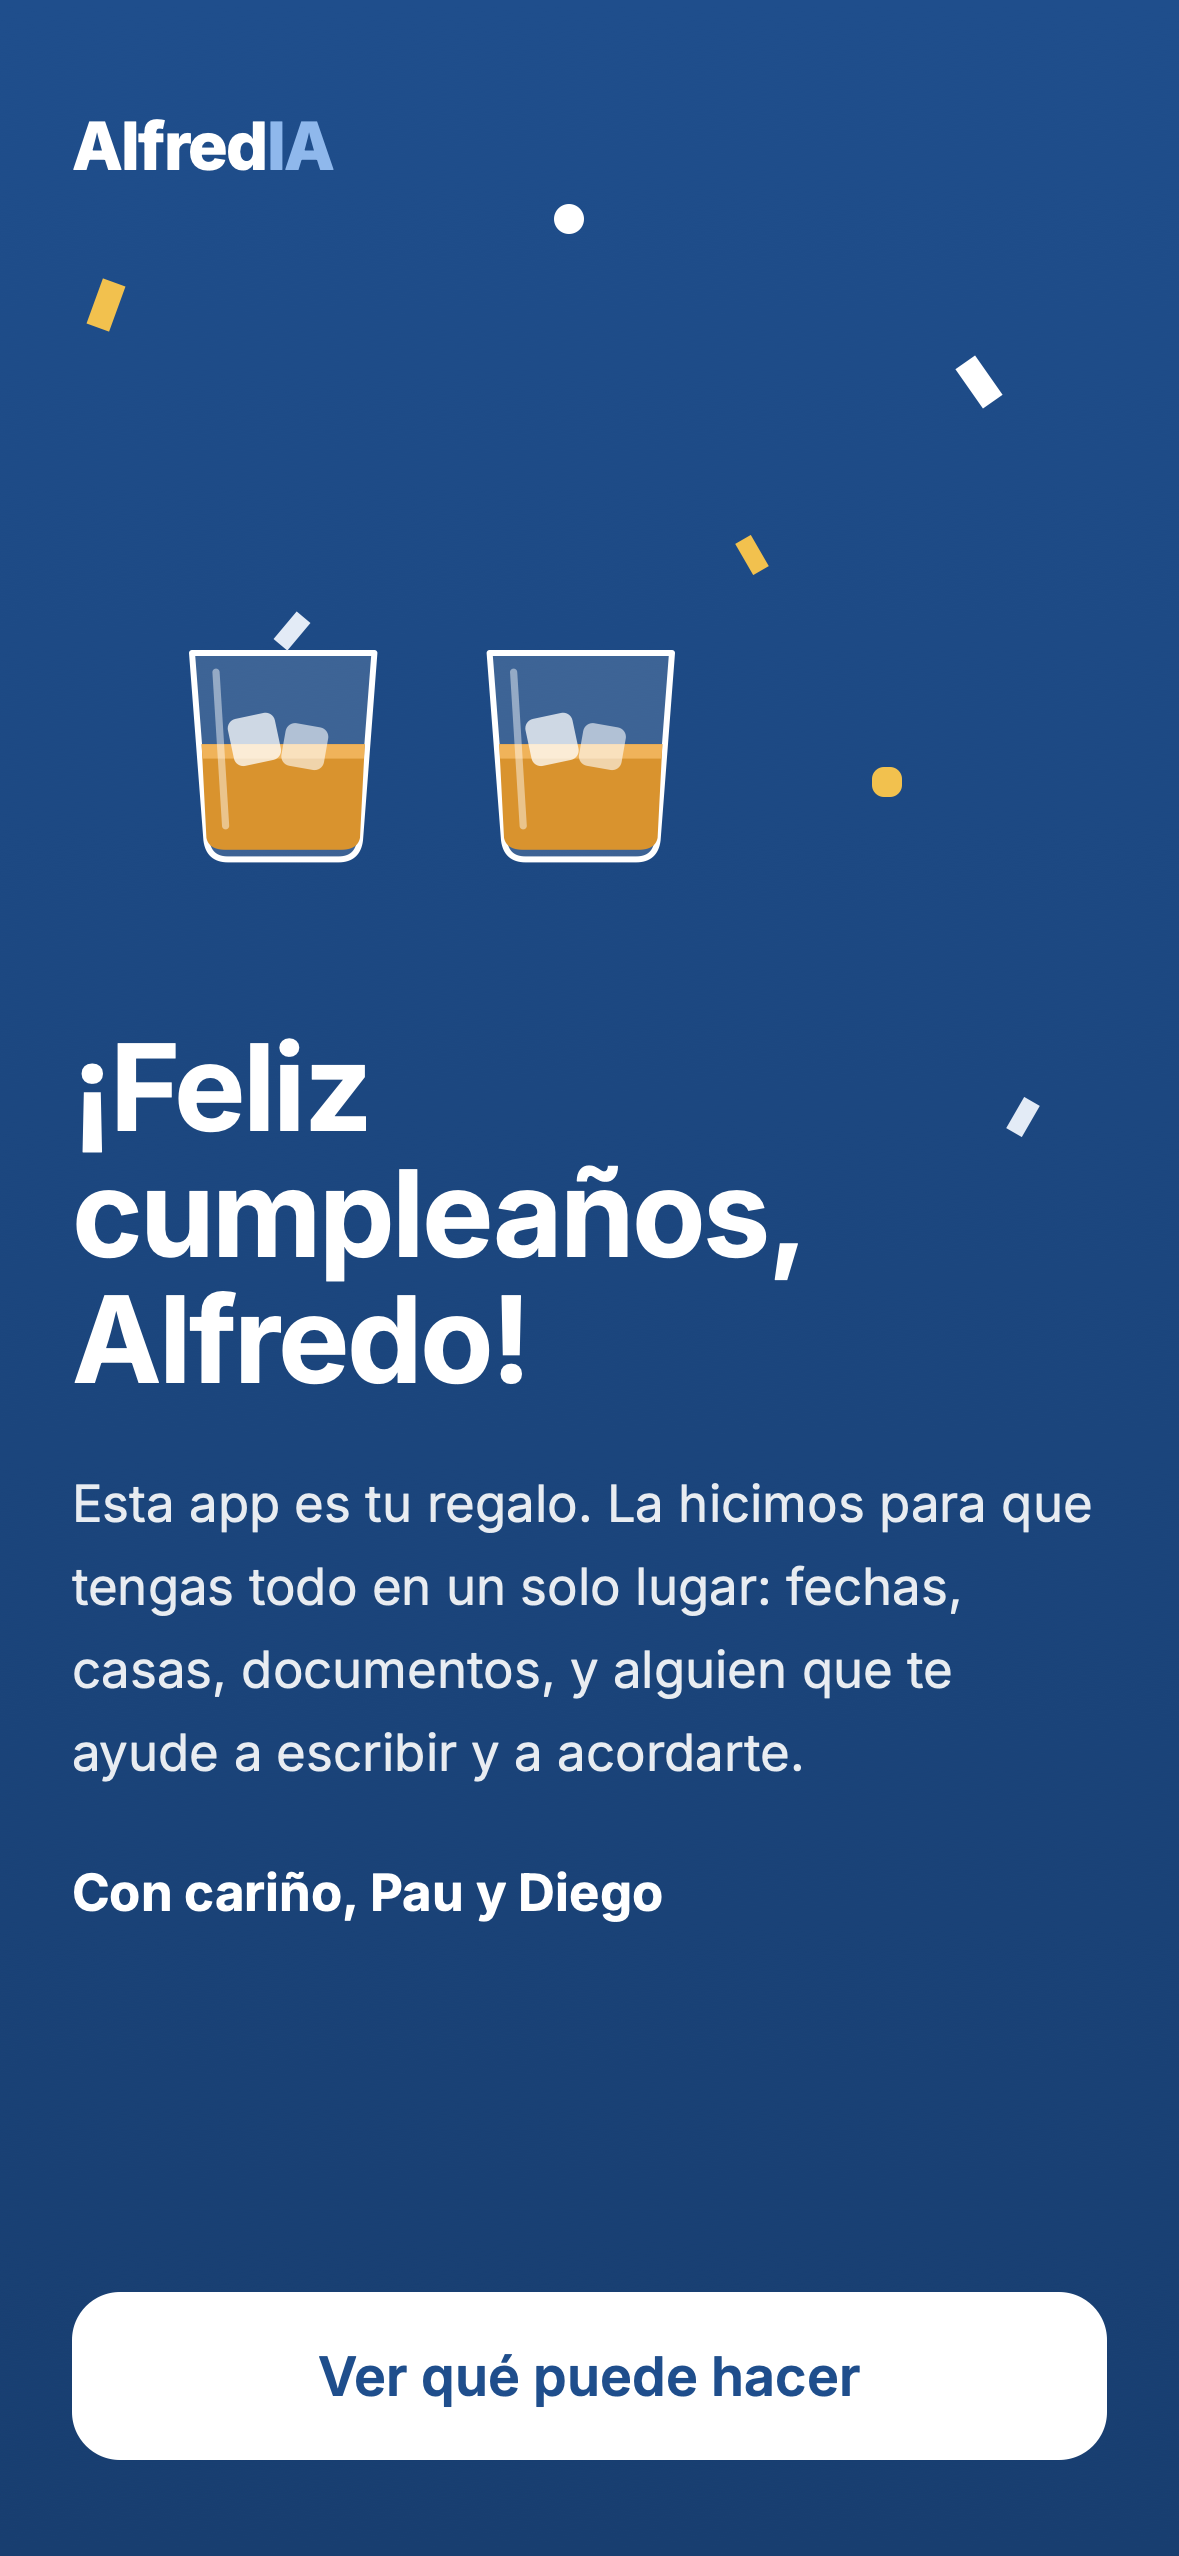 AlfredIA
¡Feliz
cumpleaños,
Alfredo!
Esta app es tu regalo. La hicimos para que
tengas todo en un solo lugar: fechas,
casas, documentos, y alguien que te
ayude a escribir y a acordarte.
Con cariño, Pau y Diego
Ver qué puede hacer